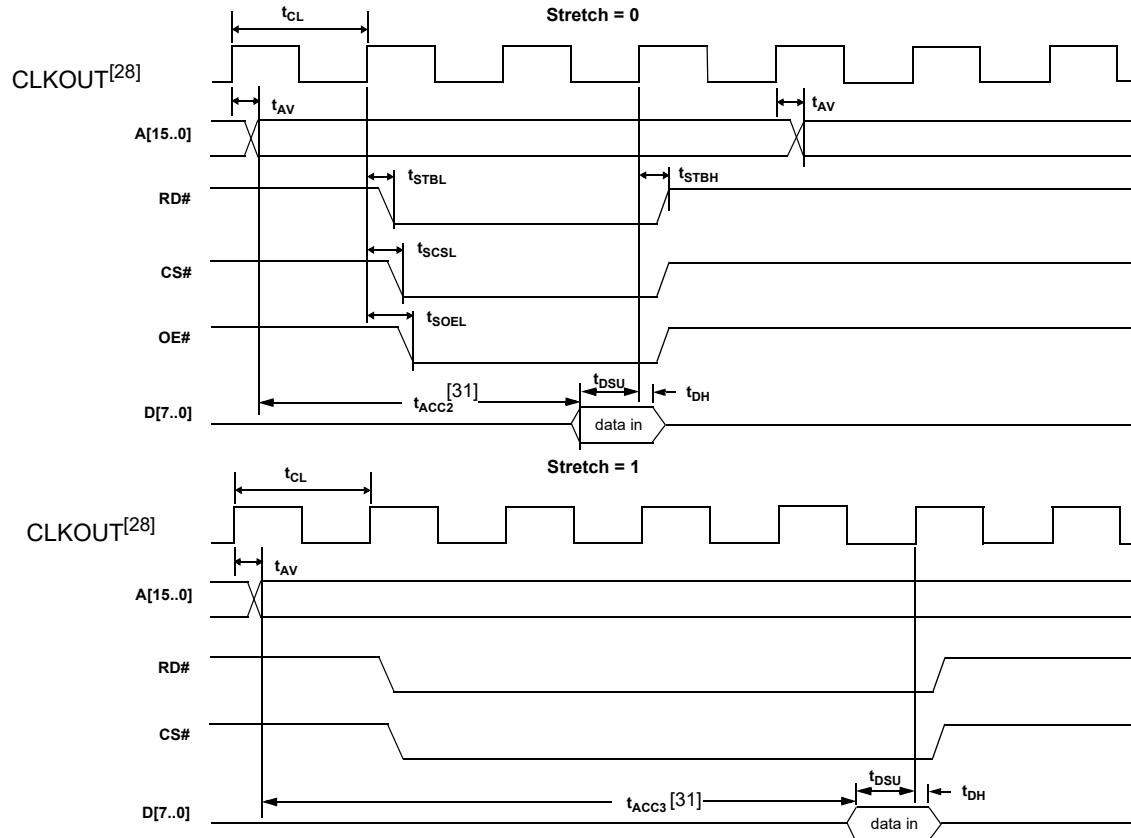 tCL
Stretch = 0
CLKOUT[28]
tAV
tAV
A[15..0]
tSTBL
tSTBH
RD#
tSCSL
CS#
tSOEL
OE#
tDSU
tACC2[31]
tDH
D[7..0]
data in
Stretch = 1
tCL
CLKOUT[28]
tAV
A[15..0]
RD#
CS#
tDSU
tACC3[31]
tDH
D[7..0]
data in